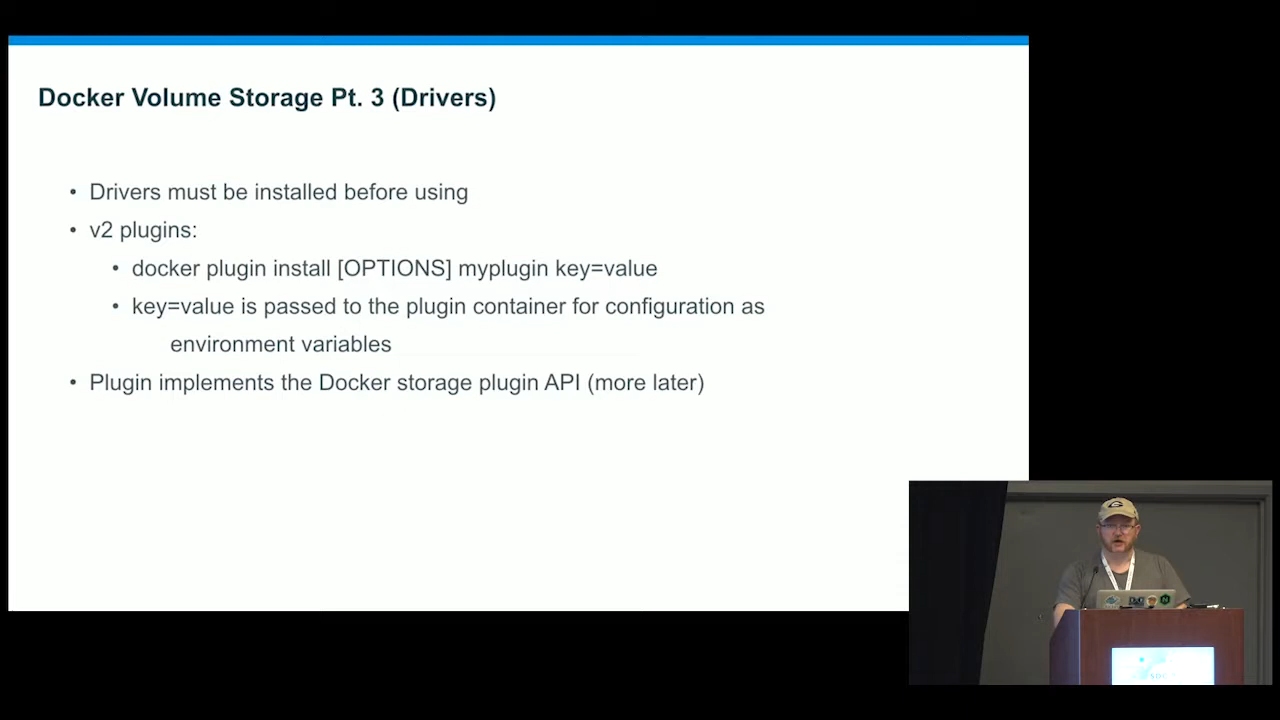 Docker Volume Storage Pt. 3 (Drivers)
• Drivers must be installed before using
• v2 plugins:
• docker plugin install [OPTIONS] myplugin key=value
• key=value is passed to the plugin container for configuration as
environment variables
• Plugin implements the Docker storage plugin API (more later)